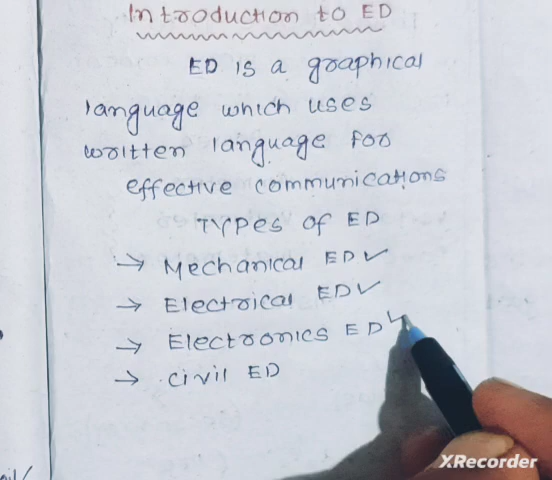 Introduction to ED
ED is a graphical
language which uses
written language for
effective communications
Types of ED
→ Mechanical ED ✓
→ Electrical ED ✓
→ Electronics ED ✓
→ Civil ED
XRecorder